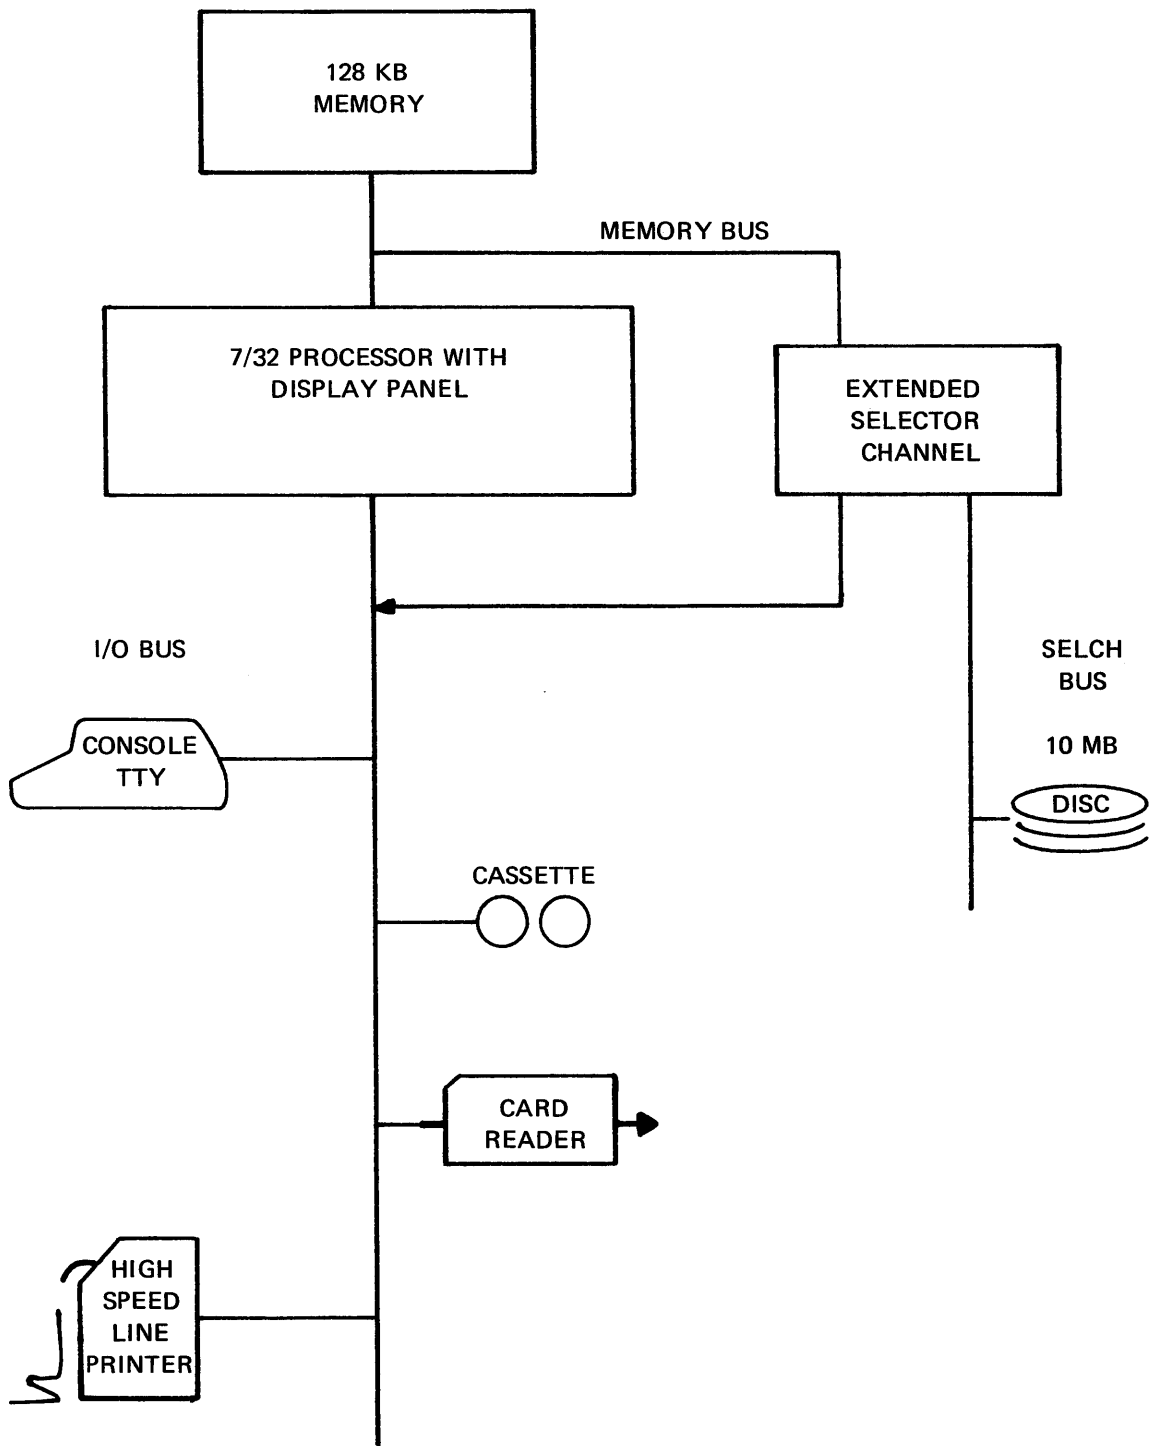 128 KB
MEMORY
MEMORY BUS
7/32 PROCESSOR WITH
DISPLAY PANEL
EXTENDED
SELECTOR
CHANNEL
I/O BUS
SELCH
BUS
CONSOLE
TTY
10 MB
DISC
CASSETTE
CARD
READER
HIGH
SPEED
LINE
PRINTER